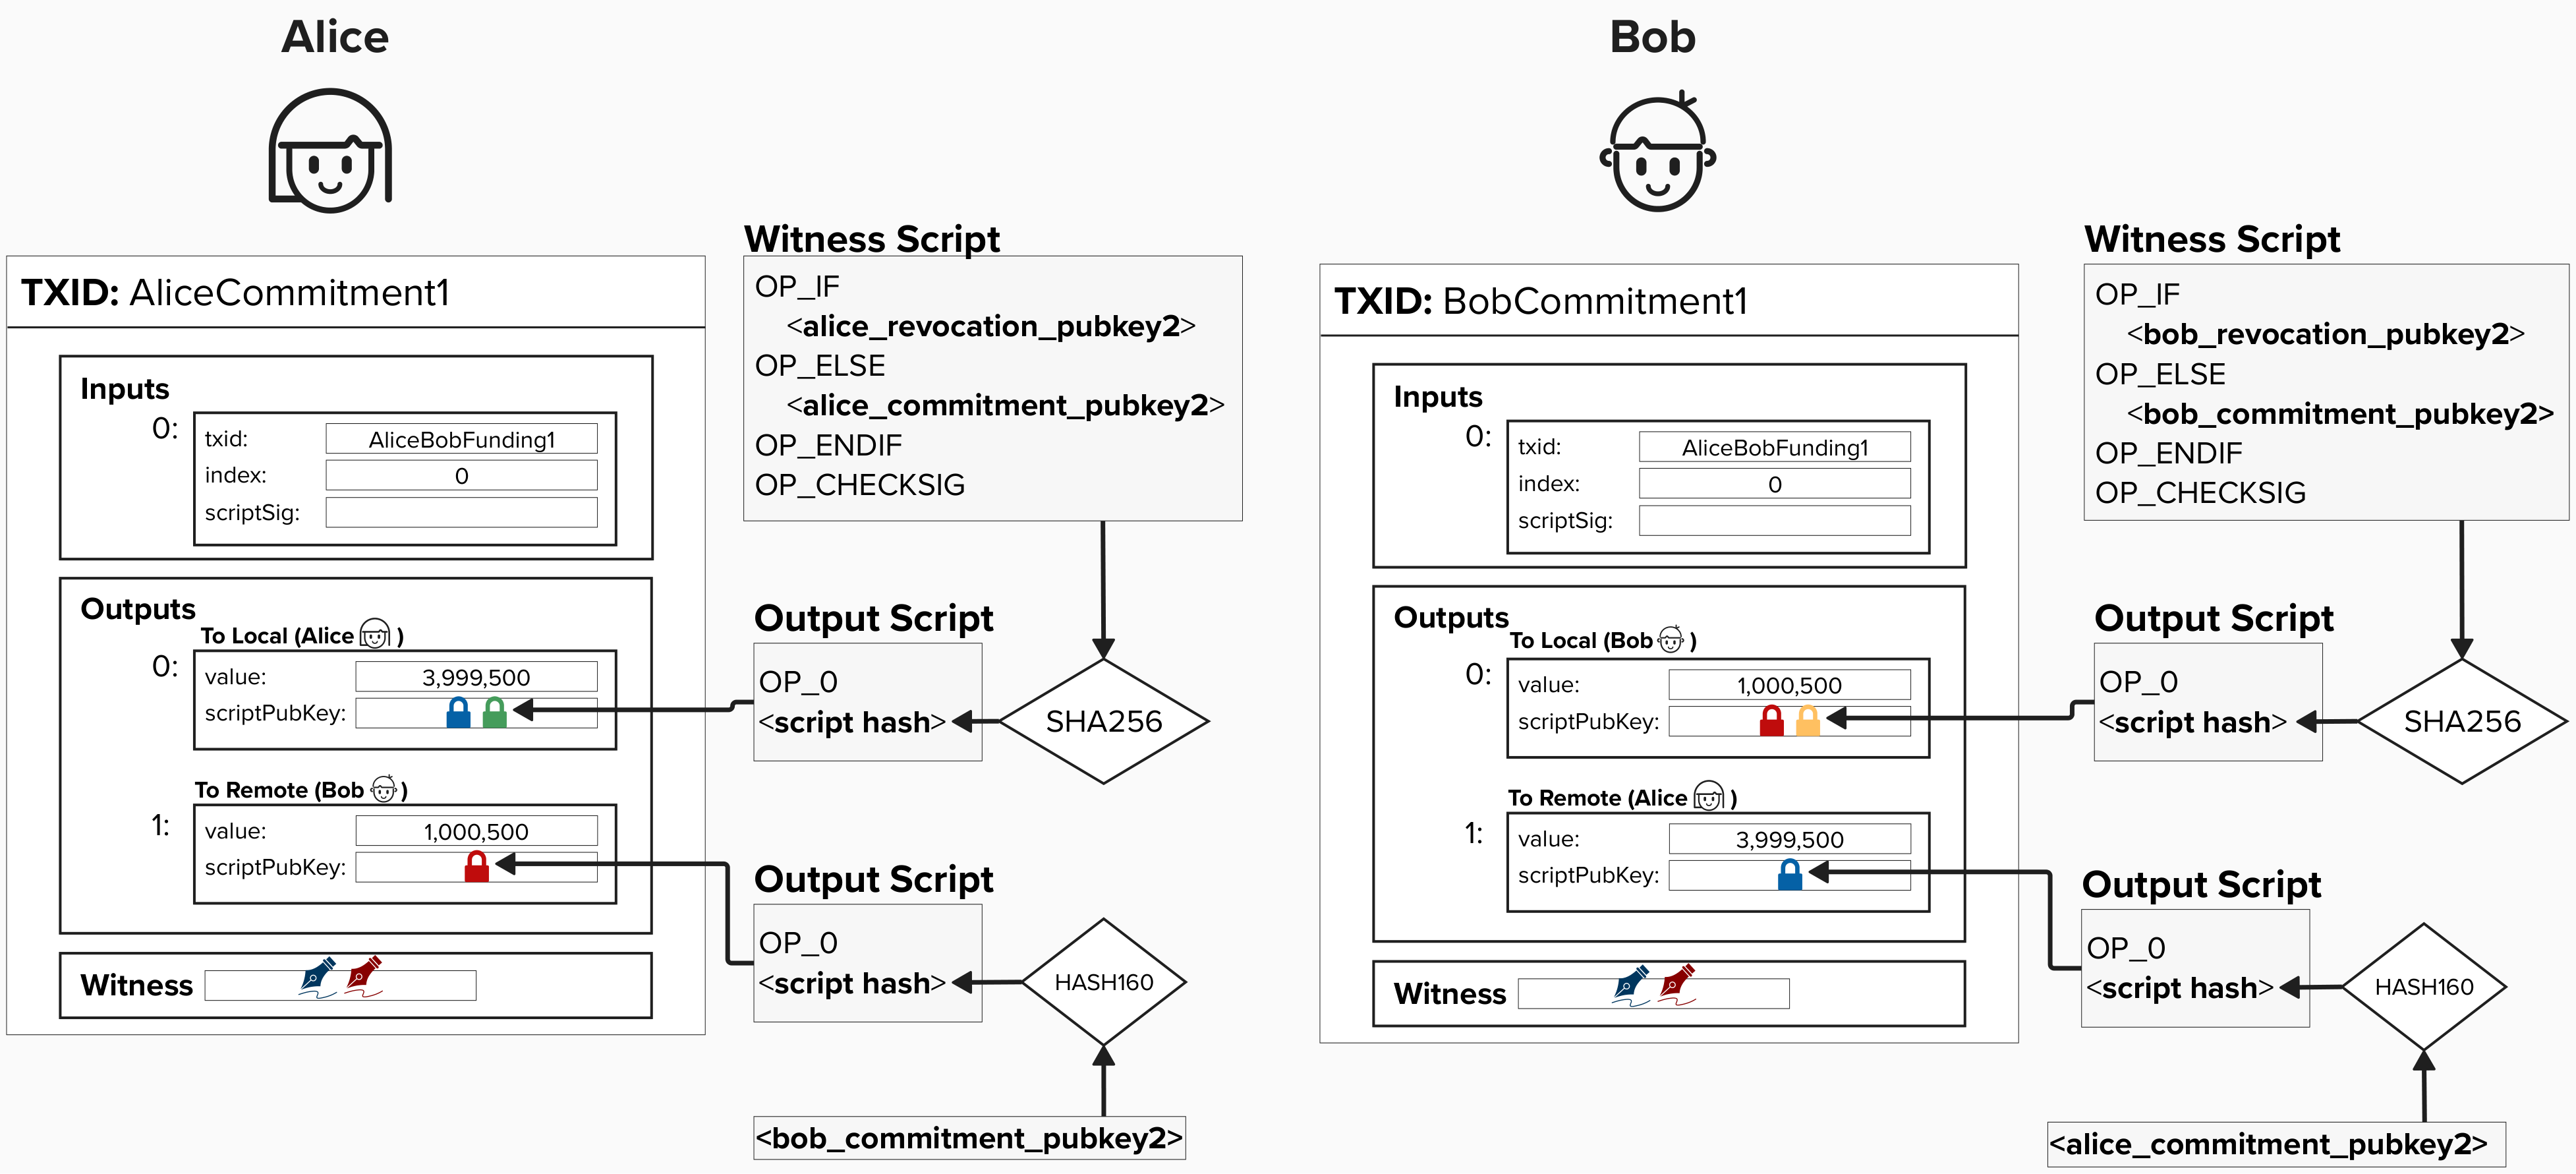 Alice
TXID: AliceCommitment1
Inputs
0:
txid: AliceBobFunding1
index: 0
scriptSig:
Outputs
To Local (Alice )
0:
value: 3,999,500
scriptPubKey:
To Remote (Bob )
1:
value: 1,000,500
scriptPubKey:
Witness
Witness Script
OP_IF
<alice_revocation_pubkey2>
OP_ELSE
<alice_commitment_pubkey2>
OP_ENDIF
OP_CHECKSIG
Output Script
OP_0
<script hash>
SHA256
Output Script
OP_0
<script hash>
HASH160
<bob_commitment_pubkey2>
Bob
TXID: BobCommitment1
Inputs
0:
txid: AliceBobFunding1
index: 0
scriptSig:
Outputs
To Local (Bob )
0:
value: 1,000,500
scriptPubKey:
To Remote (Alice )
1:
value: 3,999,500
scriptPubKey:
Witness
Witness Script
OP_IF
<bob_revocation_pubkey2>
OP_ELSE
<bob_commitment_pubkey2>
OP_ENDIF
OP_CHECKSIG
Output Script
OP_0
<script hash>
SHA256
Output Script
OP_0
<script hash>
HASH160
<alice_commitment_pubkey2>